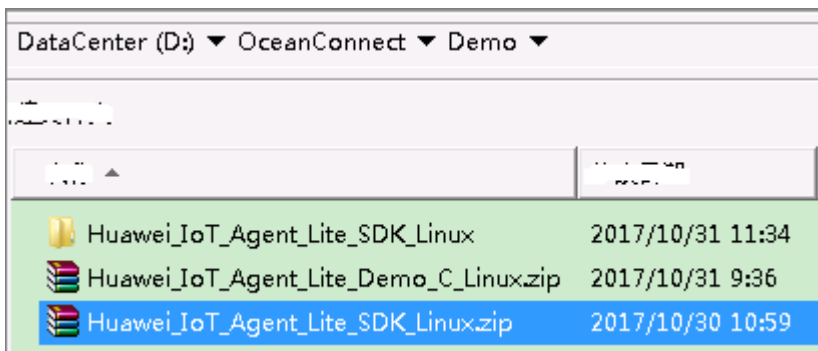 DataCenter (D:) ▼ OceanConnect ▼ Demo ▼
Huawei_IoT_Agent_Lite_SDK_Linux 2017/10/31 11:34
Huawei_IoT_Agent_Lite_Demo_C_Linux.zip 2017/10/31 9:36
Huawei_IoT_Agent_Lite_SDK_Linux.zip 2017/10/30 10:59